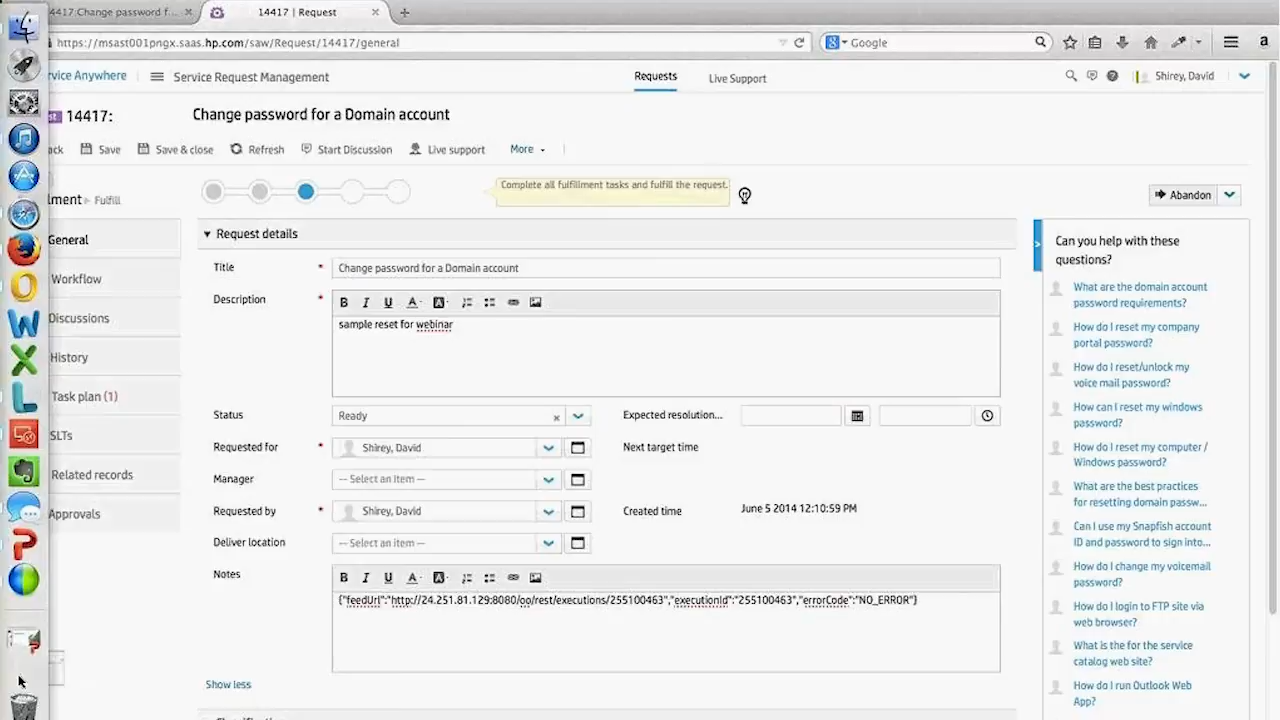 4417:Change password f... ×
14417 | Request ×
+
https://msast001pngx.saas.hp.com/saw/Request/14417/general
Google
rvice Anywhere
Service Request Management
Requests
Live Support
Shirey, David
14417:
Change password for a Domain account
ack
Save
Save & close
Refresh
Start Discussion
Live support
More
lment ▸ Fulfill
Complete all fulfillment tasks and fulfill the request.
Abandon
General
Workflow
Discussions
History
Task plan (1)
SLTs
Related records
Approvals
Request details
Title * Change password for a Domain account
Description *
B I U A A
sample reset for webinar
Status Ready ×
Expected resolution...
Requested for * Shirey, David
Next target time
Manager -- Select an Item --
Requested by * Shirey, David
Created time June 5 2014 12:10:59 PM
Deliver location -- Select an item --
Notes
B I U A A
{"feedUrl":"http://24.251.81.129:8080/oo/rest/executions/255100463","executionId":"255100463","errorCode":"NO_ERROR"}
Show less
Can you help with these
questions?
What are the domain account
password requirements?
How do I reset my company
portal password?
How do I reset/unlock my
voice mail password?
How can I reset my windows
password?
How do I reset my computer /
Windows password?
What are the best practices
for resetting domain passw...
Can I use my Snapfish account
ID and password to sign into...
How do I change my voicemail
password?
How do I login to FTP site via
web browser?
What is the for the service
catalog web site?
How do I run Outlook Web
App?